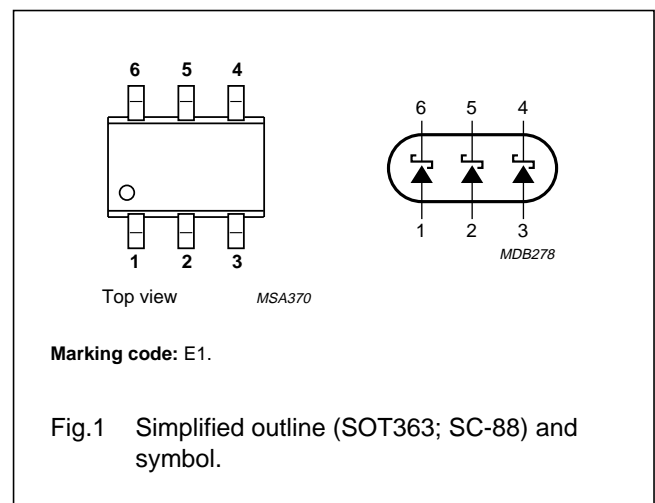 6 5 4
1 2 3
Top view MSA370
6 5 4
1 2 3
MDB278
Marking code: E1.
Fig.1 Simplified outline (SOT363; SC-88) and
symbol.